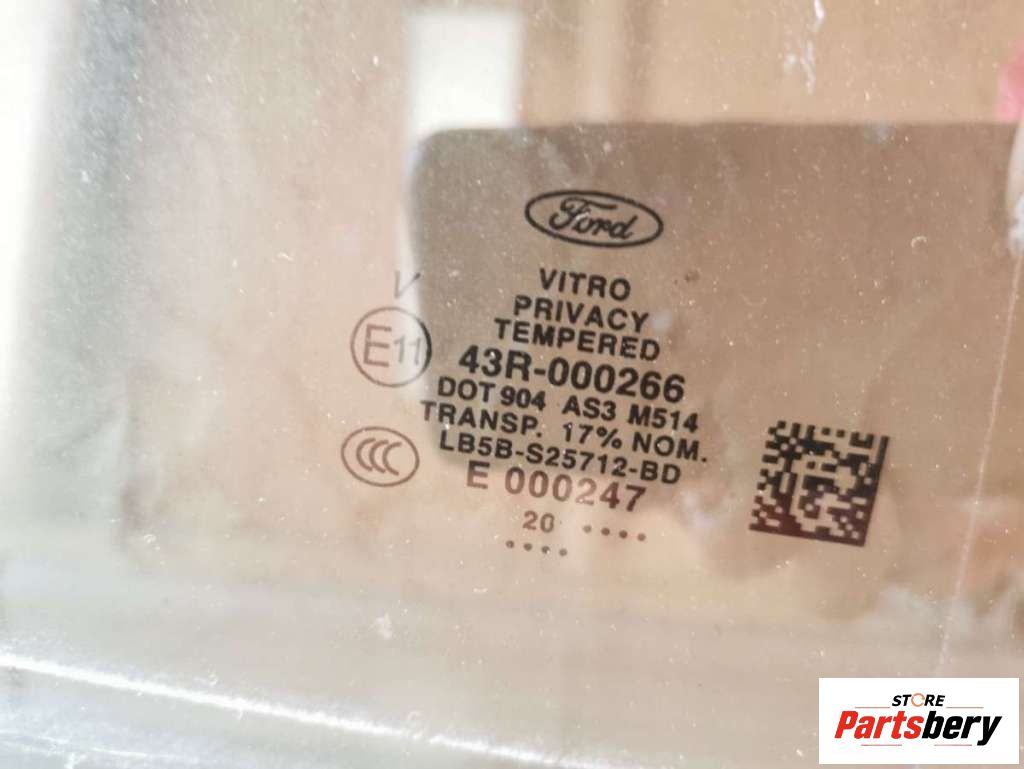 Ford
VITRO
PRIVACY
TEMPERED
V
E11
43R-000266
DOT 904 AS3 M514
TRANSP. 17% NOM.
CCC
LB5B-S25712-BD
E 000247
20 ....
....
STORE
Partsbery